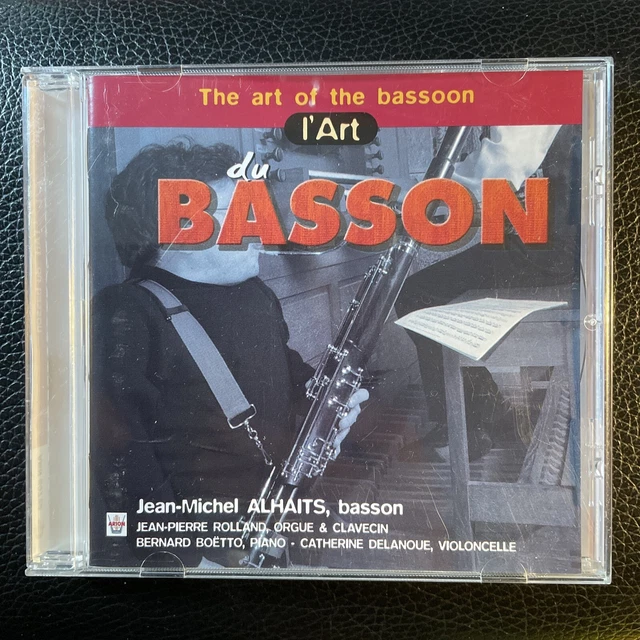 The art of the bassoon
l'Art
du
BASSON
Jean-Michel ALHAITS, basson
JEAN-PIERRE ROLLAND, ORGUE & CLAVECIN
BERNARD BOËTTO, PIANO - CATHERINE DELANOUE, VIOLONCELLE
ARION